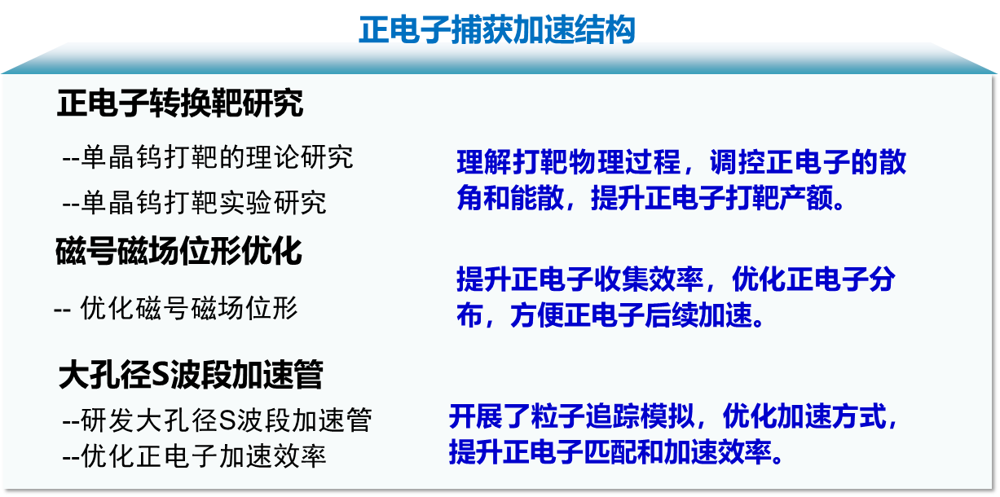 正电子捕获加速结构
正电子转换靶研究
--单晶钨打靶的理论研究
--单晶钨打靶实验研究
理解打靶物理过程，调控正电子的散
角和能散，提升正电子打靶产额。
磁号磁场位形优化
-- 优化磁号磁场位形
提升正电子收集效率，优化正电子分
布，方便正电子后续加速。
大孔径S波段加速管
--研发大孔径S波段加速管
--优化正电子加速效率
开展了粒子追踪模拟，优化加速方式，
提升正电子匹配和加速效率。